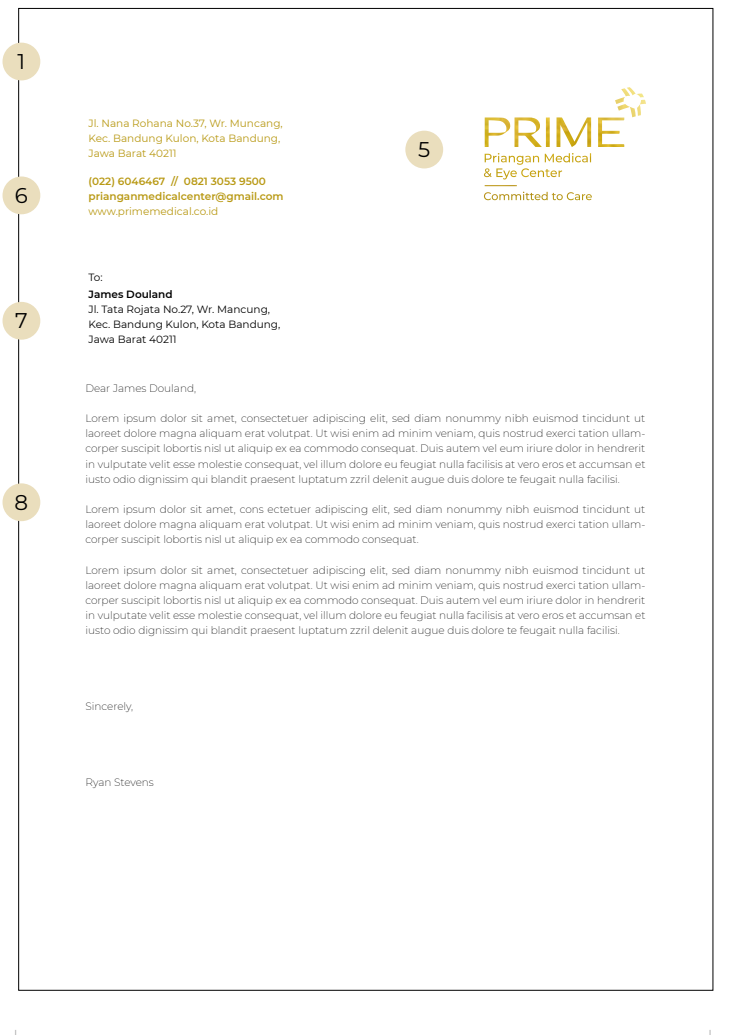 1
Jl. Nana Rohana No.37, Wr. Muncang,
Kec. Bandung Kulon, Kota Bandung,
Jawa Barat 40211
5
PRIME
Priangan Medical
& Eye Center
Committed to Care
6
(022) 6046467 // 0821 3053 9500
prianganmedicalcenter@gmail.com
www.primemedical.co.id
To:
James Douland
7
Jl. Tata Rojata No.27, Wr. Mancung,
Kec. Bandung Kulon, Kota Bandung,
Jawa Barat 40211
Dear James Douland,
Lorem ipsum dolor sit amet, consectetuer adipiscing elit, sed diam nonummy nibh euismod tincidunt ut
laoreet dolore magna aliquam erat volutpat. Ut wisi enim ad minim veniam, quis nostrud exerci tation ullam-
corper suscipit lobortis nisl ut aliquip ex ea commodo consequat. Duis autem vel eum iriure dolor in hendrerit
in vulputate velit esse molestie consequat, vel illum dolore eu feugiat nulla facilisis at vero eros et accumsan et
iusto odio dignissim qui blandit praesent luptatum zzril delenit augue duis dolore te feugait nulla facilisi.
8
Lorem ipsum dolor sit amet, cons ectetuer adipiscing elit, sed diam nonummy nibh euismod tincidunt ut
laoreet dolore magna aliquam erat volutpat. Ut wisi enim ad minim veniam, quis nostrud exerci tation ullam-
corper suscipit lobortis nisl ut aliquip ex ea commodo consequat.
Lorem ipsum dolor sit amet, consectetuer adipiscing elit, sed diam nonummy nibh euismod tincidunt ut
laoreet dolore magna aliquam erat volutpat. Ut wisi enim ad minim veniam, quis nostrud exerci tation ullam-
corper suscipit lobortis nisl ut aliquip ex ea commodo consequat. Duis autem vel eum iriure dolor in hendrerit
in vulputate velit esse molestie consequat, vel illum dolore eu feugiat nulla facilisis at vero eros et accumsan et
iusto odio dignissim qui blandit praesent luptatum zzril delenit augue duis dolore te feugait nulla facilisi.
Sincerely,
Ryan Stevens